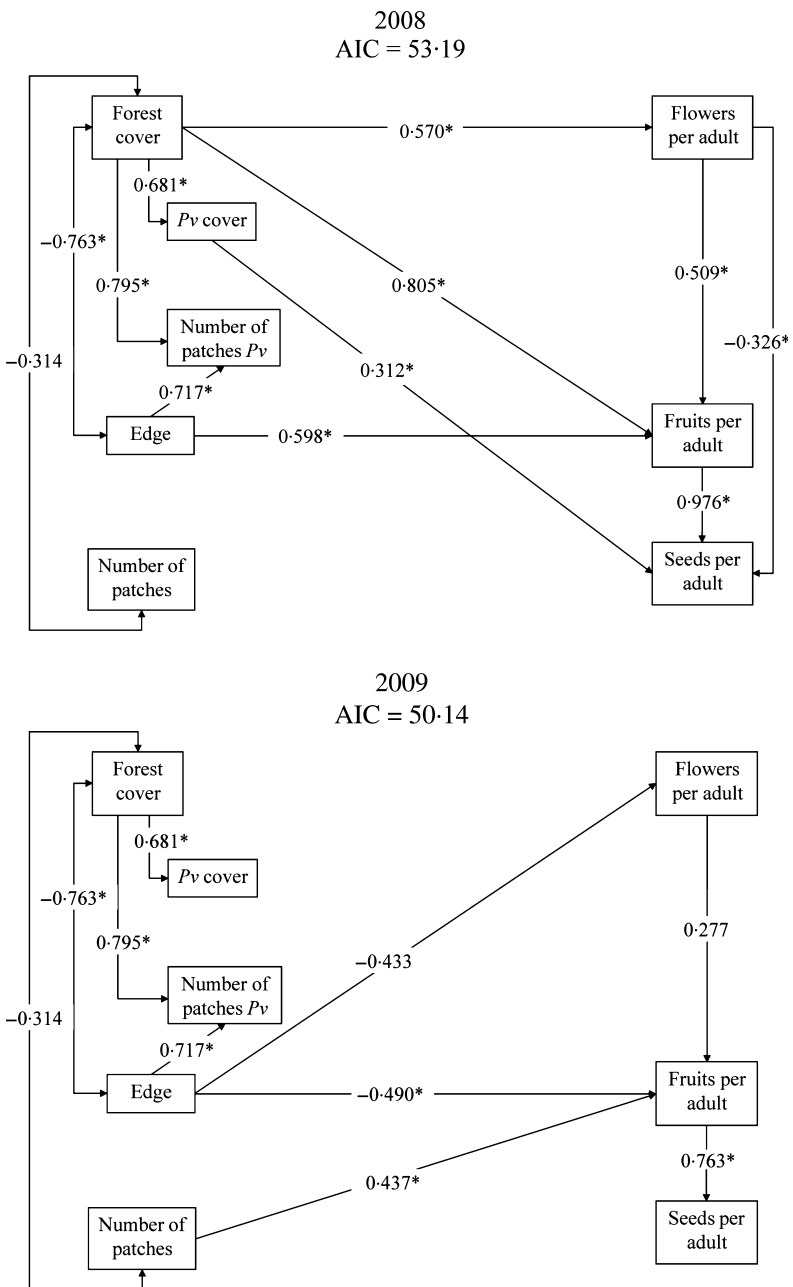 2008
AIC = 53·19
Forest
cover
Flowers
per adult
0·570*
0·681*
Pv cover
−0·763*
0·795*
0·805*
0·509*
Number of
patches Pv
−0·326*
−0·314
0·312*
0·717*
Edge
0·598*
Fruits per
adult
0·976*
Number of
patches
Seeds per
adult
2009
AIC = 50·14
Forest
cover
Flowers
per adult
0·681*
Pv cover
−0·763*
0·795*
−0·433
0·277
Number of
patches Pv
−0·314
0·717*
Edge
−0·490*
Fruits per
adult
0·763*
0·437*
Number of
patches
Seeds per
adult